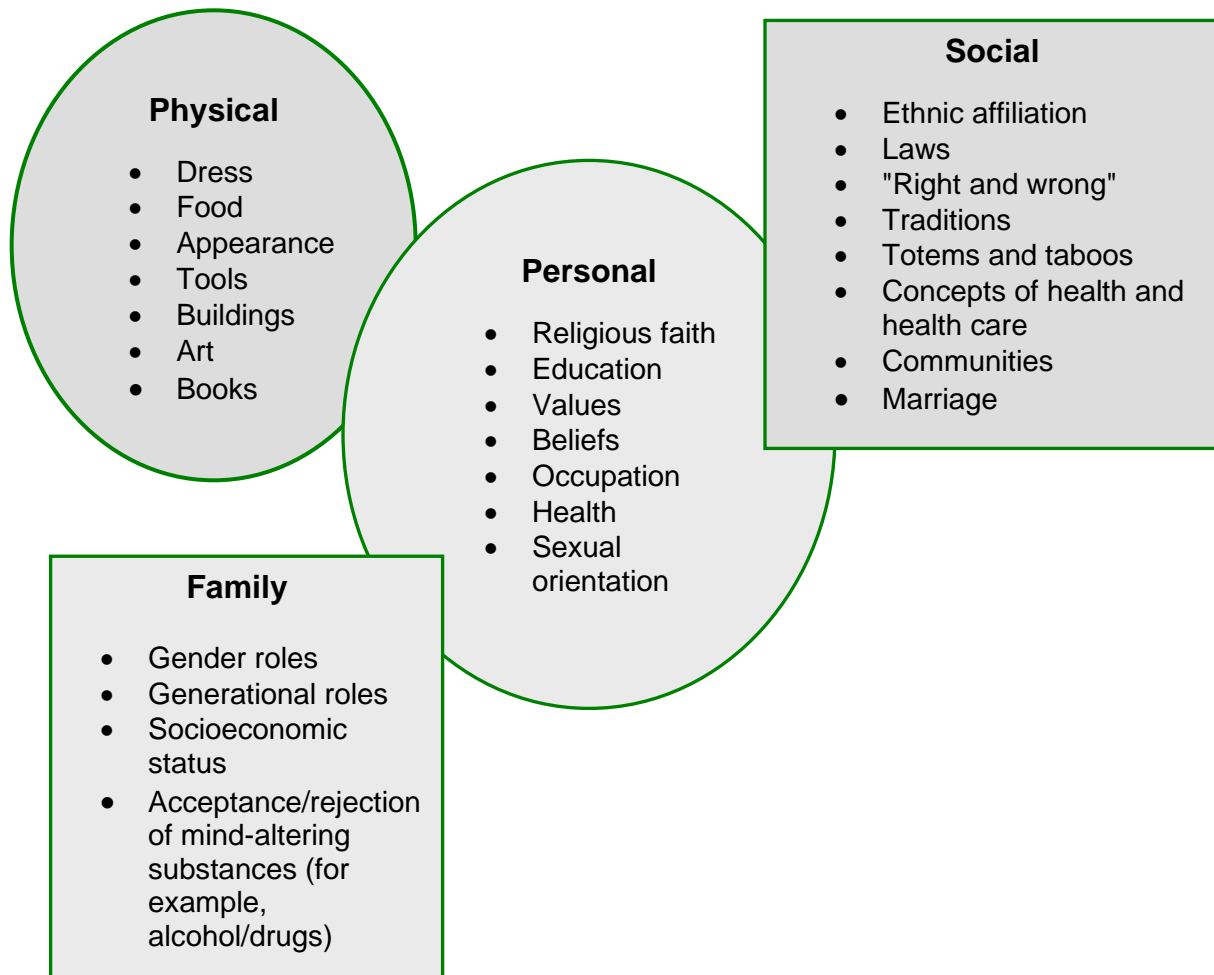 Physical
• Dress
• Food
• Appearance
• Tools
• Buildings
• Art
• Books
Personal
• Religious faith
• Education
• Values
• Beliefs
• Occupation
• Health
• Sexual
orientation
Social
• Ethnic affiliation
• Laws
• "Right and wrong"
• Traditions
• Totems and taboos
• Concepts of health and
health care
• Communities
• Marriage
Family
• Gender roles
• Generational roles
• Socioeconomic
status
• Acceptance/rejection
of mind-altering
substances (for
example,
alcohol/drugs)